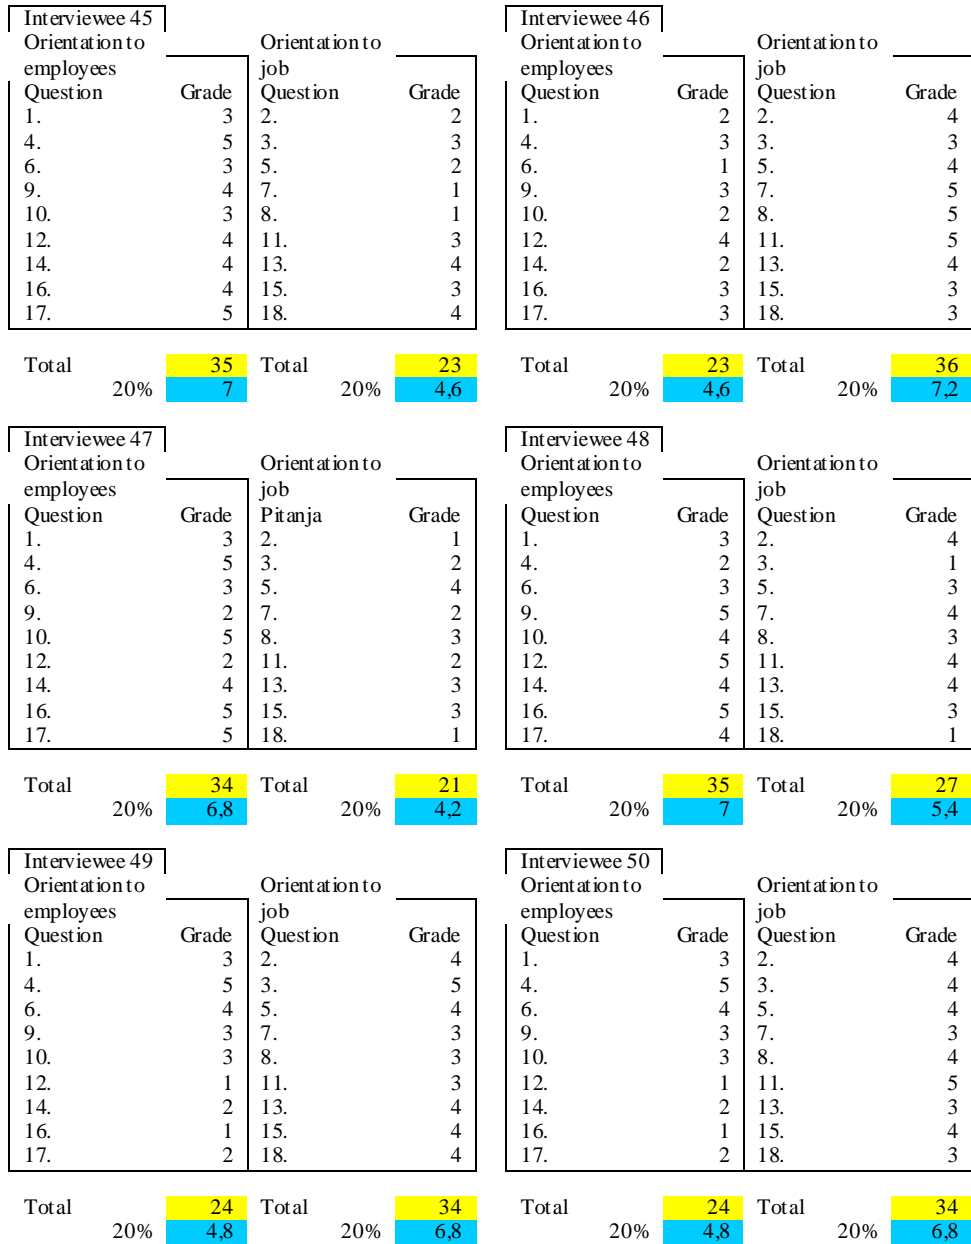 Interviewee 45
Orientation to employees Orientation to job
Question Grade Question Grade
1. 3 2. 2
4. 5 3. 3
6. 3 5. 2
9. 4 7. 1
10. 3 8. 1
12. 4 11. 3
14. 4 13. 4
16. 4 15. 3
17. 5 18. 4
Total 35 Total 23
20% 7 20% 4,6
Interviewee 46
Orientation to employees Orientation to job
Question Grade Question Grade
1. 2 2. 4
4. 3 3. 3
6. 1 5. 4
9. 3 7. 5
10. 2 8. 5
12. 4 11. 5
14. 2 13. 4
16. 3 15. 3
17. 3 18. 3
Total 23 Total 36
20% 4,6 20% 7,2
Interviewee 47
Orientation to employees Orientation to job
Question Grade Pitanja Grade
1. 3 2. 1
4. 5 3. 2
6. 3 5. 4
9. 2 7. 2
10. 5 8. 3
12. 2 11. 2
14. 4 13. 3
16. 5 15. 3
17. 5 18. 1
Total 34 Total 21
20% 6,8 20% 4,2
Interviewee 48
Orientation to employees Orientation to job
Question Grade Question Grade
1. 3 2. 4
4. 2 3. 1
6. 3 5. 3
9. 5 7. 4
10. 4 8. 3
12. 5 11. 4
14. 4 13. 4
16. 5 15. 3
17. 4 18. 1
Total 35 Total 27
20% 7 20% 5,4
Interviewee 49
Orientation to employees Orientation to job
Question Grade Question Grade
1. 3 2. 4
4. 5 3. 5
6. 4 5. 4
9. 3 7. 3
10. 3 8. 3
12. 1 11. 3
14. 2 13. 4
16. 1 15. 4
17. 2 18. 4
Total 24 Total 34
20% 4,8 20% 6,8
Interviewee 50
Orientation to employees Orientation to job
Question Grade Question Grade
1. 3 2. 4
4. 5 3. 4
6. 4 5. 4
9. 3 7. 3
10. 3 8. 4
12. 1 11. 5
14. 2 13. 3
16. 1 15. 4
17. 2 18. 3
Total 24 Total 34
20% 4,8 20% 6,8